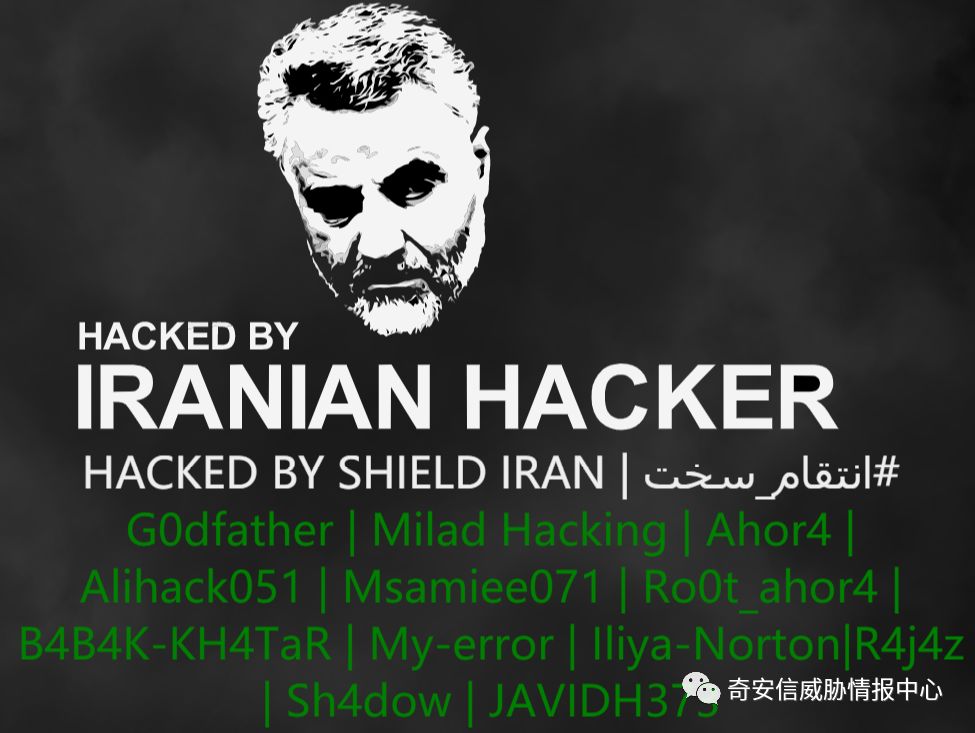 HACKED BY
IRANIAN HACKER
HACKED BY SHIELD IRAN | #انتقام_سخت
G0dfather | Milad Hacking | Ahor4 |
Alihack051 | Msamiee071 | Ro0t_ahor4 |
B4B4K-KH4TaR | My-error | Iliya-Norton|R4j4z
| Sh4dow | JAVIDH373
奇安信威胁情报中心